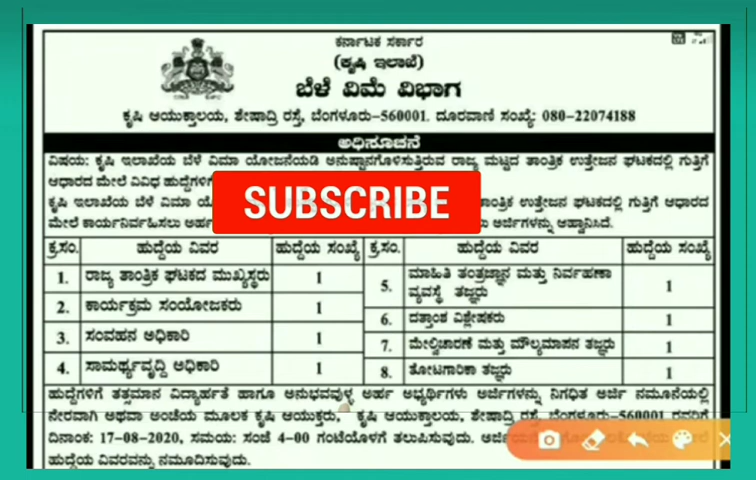 ಕರ್ನಾಟಕ ಸರ್ಕಾರ
(ಕೃಷಿ ಇಲಾಖೆ)
ಬೆಳೆ ವಿಮೆ ವಿಭಾಗ
ಕೃಷಿ ಆಯುಕ್ತಾಲಯ, ಶೇಷಾದ್ರಿ ರಸ್ತೆ, ಬೆಂಗಳೂರು-560001. ದೂರವಾಣಿ ಸಂಖ್ಯೆ: 080-22074188
ಅಧಿಸೂಚನೆ
ವಿಷಯ: ಕೃಷಿ ಇಲಾಖೆಯ ಬೆಳೆ ವಿಮಾ ಯೋಜನೆಯಡಿ ಅನುಷ್ಠಾನಗೊಳಿಸುತ್ತಿರುವ ರಾಜ್ಯ ಮಟ್ಟದ ತಾಂತ್ರಿಕ ಉತ್ತೇಜನ ಘಟಕದಲ್ಲಿ ಗುತ್ತಿಗೆ
ಆಧಾರದ ಮೇಲೆ ವಿವಿಧ ಹುದ್ದೆಗಳಿಗೆ
SUBSCRIBE
ಕೃಷಿ ಇಲಾಖೆಯ ಬೆಳೆ ವಿಮಾ ತಾಂತ್ರಿಕ ಉತ್ತೇಜನ ಘಟಕದಲ್ಲಿ ಗುತ್ತಿಗೆ ಆಧಾರದ
ಮೇಲೆ ಕಾರ್ಯನಿರ್ವಹಿಸಲು ಅರ್ಹ ಅರ್ಜಿಗಳನ್ನು ಆಹ್ವಾನಿಸಿದೆ.
ಕ್ರ.ಸಂ. ಹುದ್ದೆಯ ವಿವರ ಹುದ್ದೆಯ ಸಂಖ್ಯೆ ಕ್ರ.ಸಂ. ಹುದ್ದೆಯ ವಿವರ ಹುದ್ದೆಯ ಸಂಖ್ಯೆ
1. ರಾಜ್ಯ ತಾಂತ್ರಿಕ ಘಟಕದ ಮುಖ್ಯಸ್ಥರು 1
2. ಕಾರ್ಯಕ್ರಮ ಸಂಯೋಜಕರು 1
3. ಸಂವಹನ ಅಧಿಕಾರಿ 1
4. ಸಾಮರ್ಥ್ಯವೃದ್ಧಿ ಅಧಿಕಾರಿ 1
5. ಮಾಹಿತಿ ತಂತ್ರಜ್ಞಾನ ಮತ್ತು ನಿರ್ವಹಣಾ
ವ್ಯವಸ್ಥೆ ತಜ್ಞರು 1
6. ದತ್ತಾಂಶ ವಿಶ್ಲೇಷಕರು 1
7. ಮೇಲ್ವಿಚಾರಣೆ ಮತ್ತು ಮೌಲ್ಯಮಾಪನ ತಜ್ಞರು 1
8. ತೋಟಗಾರಿಕಾ ತಜ್ಞರು 1
ಹುದ್ದೆಗಳಿಗೆ ತತ್ಸಮಾನ ವಿದ್ಯಾರ್ಹತೆ ಹಾಗೂ ಅನುಭವವುಳ್ಳ ಅರ್ಹ ಅಭ್ಯರ್ಥಿಗಳು ಅರ್ಜಿಗಳನ್ನು ನಿಗಧಿತ ಅರ್ಜಿ ನಮೂನೆಯಲ್ಲಿ
ನೇರವಾಗಿ ಅಥವಾ ಅಂಚೆಯ ಮೂಲಕ ಕೃಷಿ ಆಯುಕ್ತರು, ಕೃಷಿ ಆಯುಕ್ತಾಲಯ, ಶೇಷಾದ್ರಿ ರಸ್ತೆ, ಬೆಂಗಳೂರು-560001 ರವರಿಗೆ
ದಿನಾಂಕ: 17-08-2020, ಸಮಯ: ಸಂಜೆ 4-00 ಗಂಟೆಯೊಳಗೆ ತಲುಪಿಸುವುದು.
ಹುದ್ದೆಯ ವಿವರವನ್ನು ನಮೂದಿಸುವುದು.